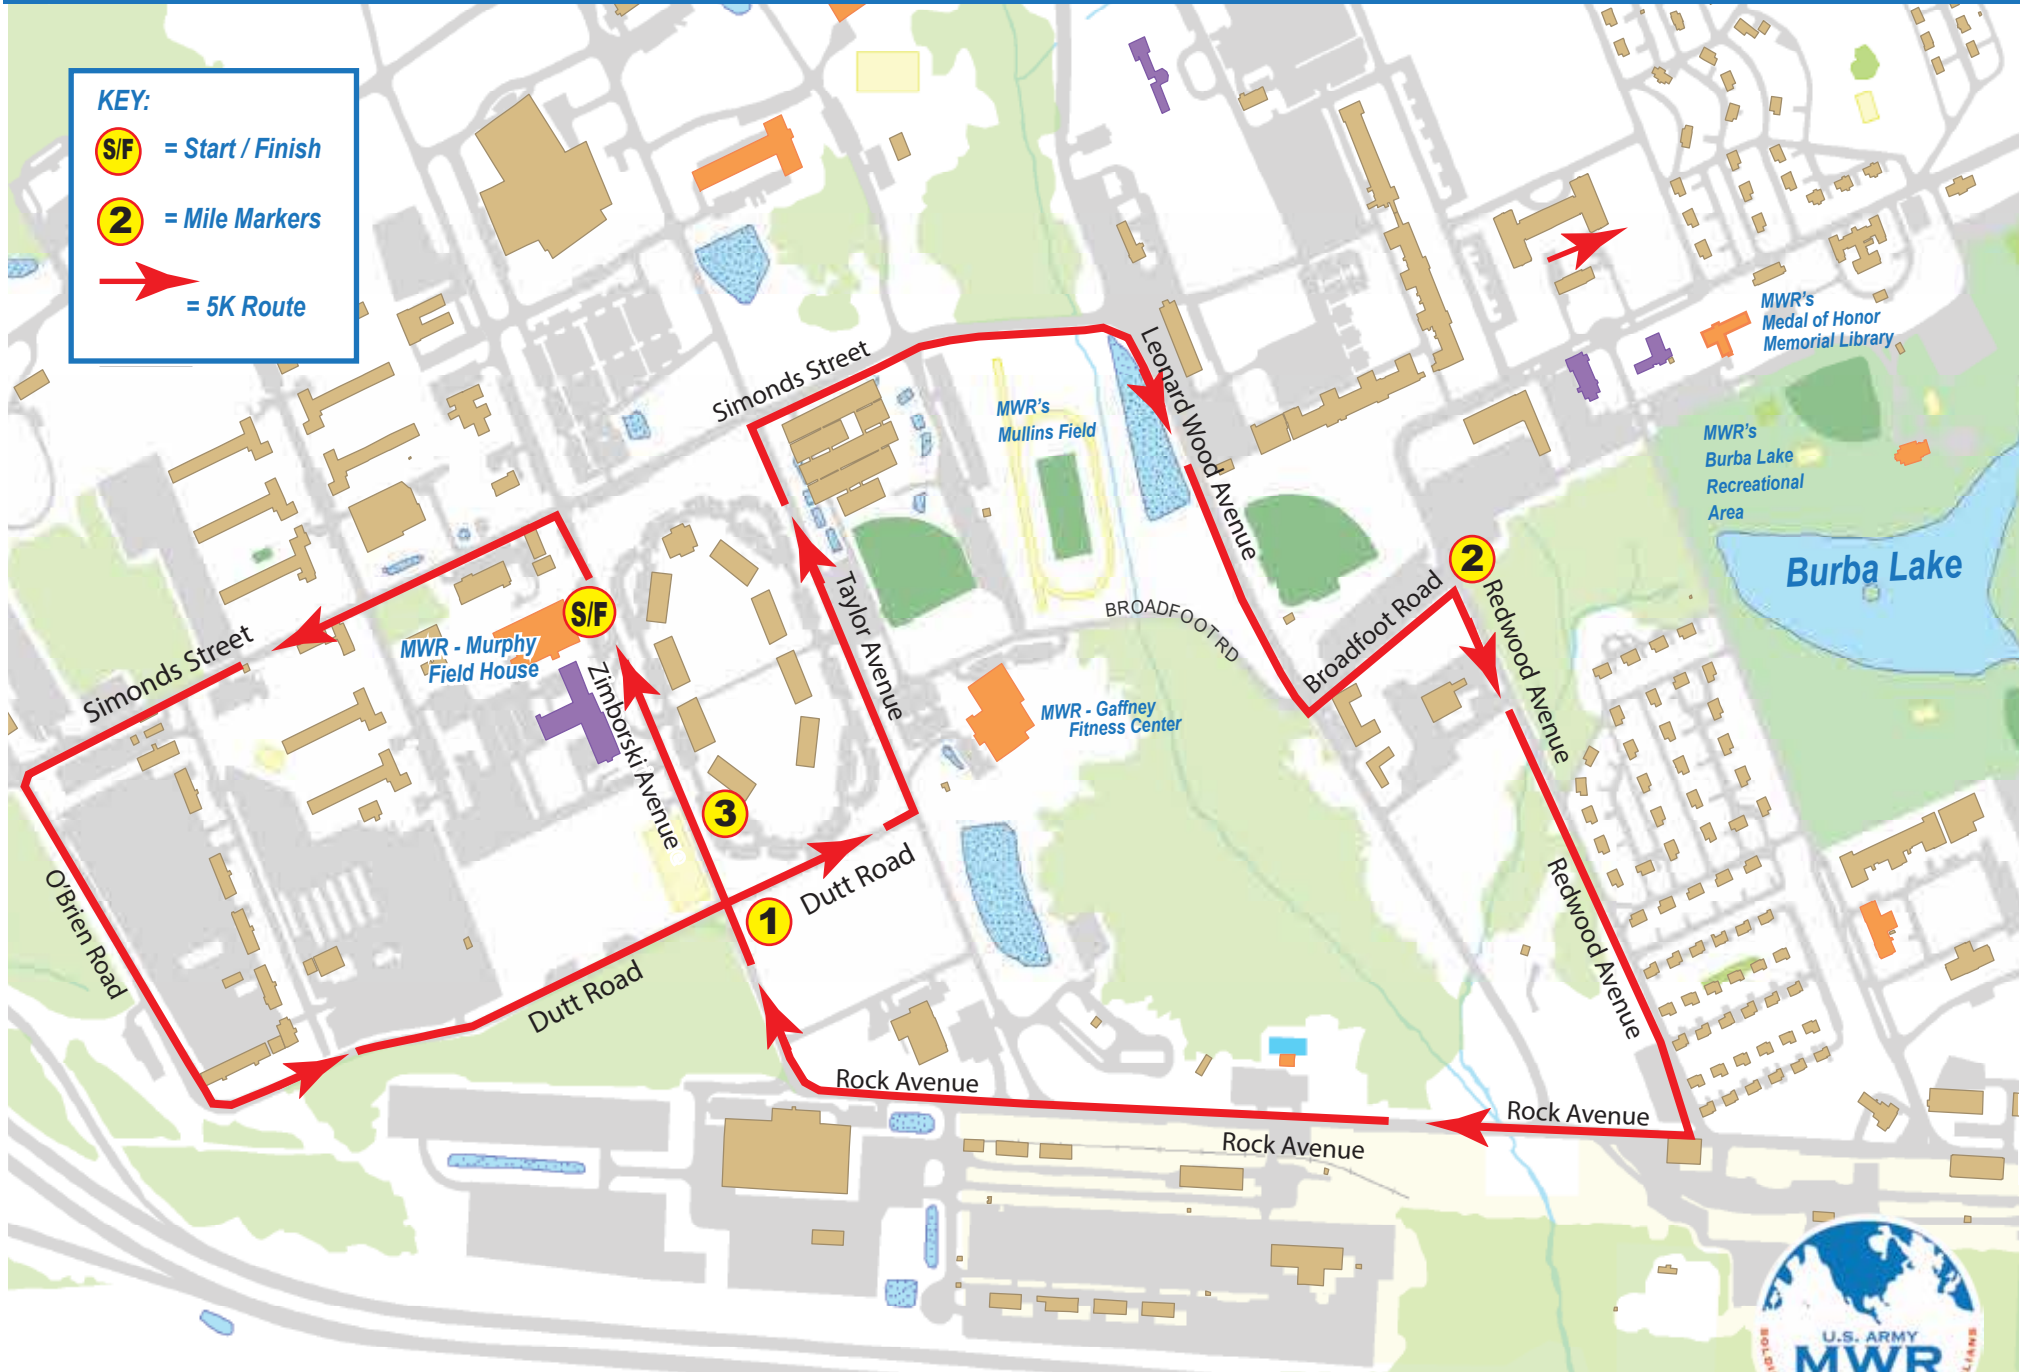 KEY:
S/F
= Start / Finish
2
= Mile Markers
= 5K Route
MWR's
Medal of Honor
Memorial Library
Simonds Street
Leonard Wood Avenue
MWR's
Mullins Field
MWR's
Burba Lake
Recreational
Area
Burba Lake
2
S/F
Taylor Avenue
BROADFOOT RD
Broadfoot Road
Redwood Avenue
MWR - Murphy
Field House
Simonds Street
Zimborski Avenue
MWR - Gaffney
Fitness Center
3
1
Dutt Road
O'Brien Road
Dutt Road
Redwood Avenue
Rock Avenue
Rock Avenue
Rock Avenue
U.S. ARMY
MWR